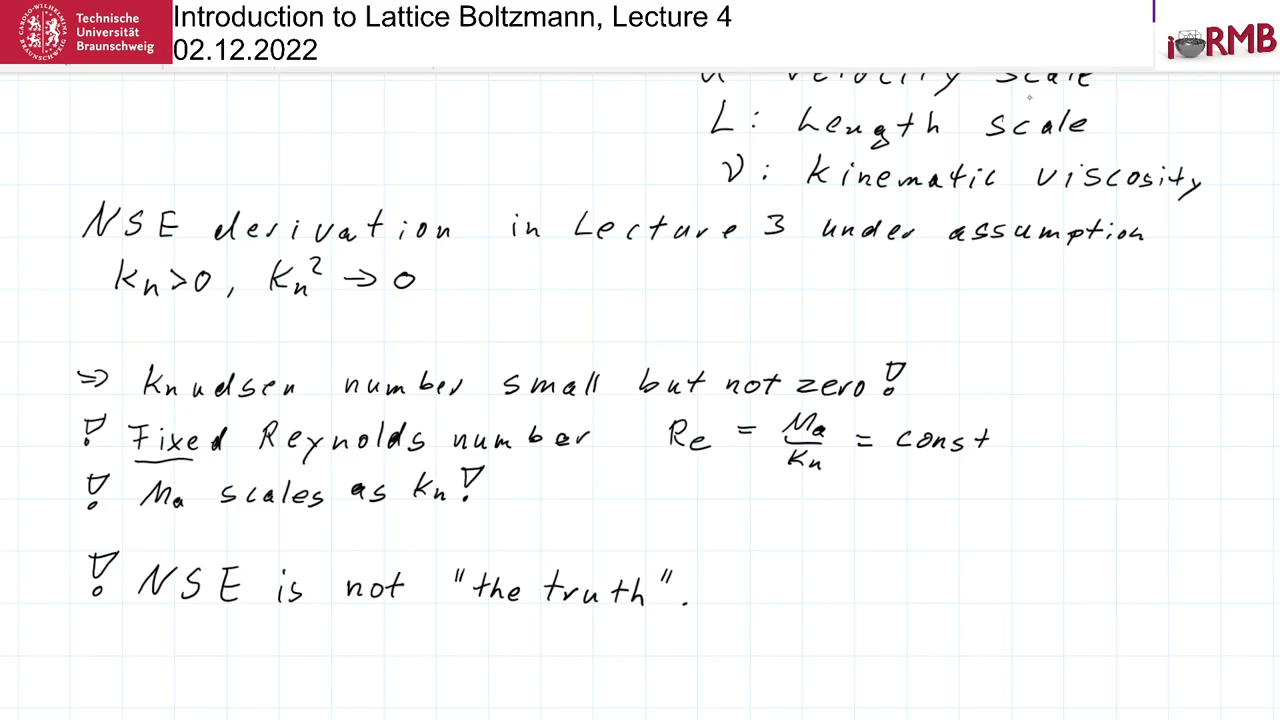 Technische
Universität
Braunschweig
Introduction to Lattice Boltzmann, Lecture 4
02.12.2022
iRMB
u velocity scale
L: Length scale
ν: kinematic viscosity
NSE derivation in Lecture 3 under assumption
Kn>0, Kn² → 0
=> Knudsen number small but not zero!
! Fixed Reynolds number Re = Ma/Kn = const
! Ma scales as Kn!
! NSE is not "the truth".